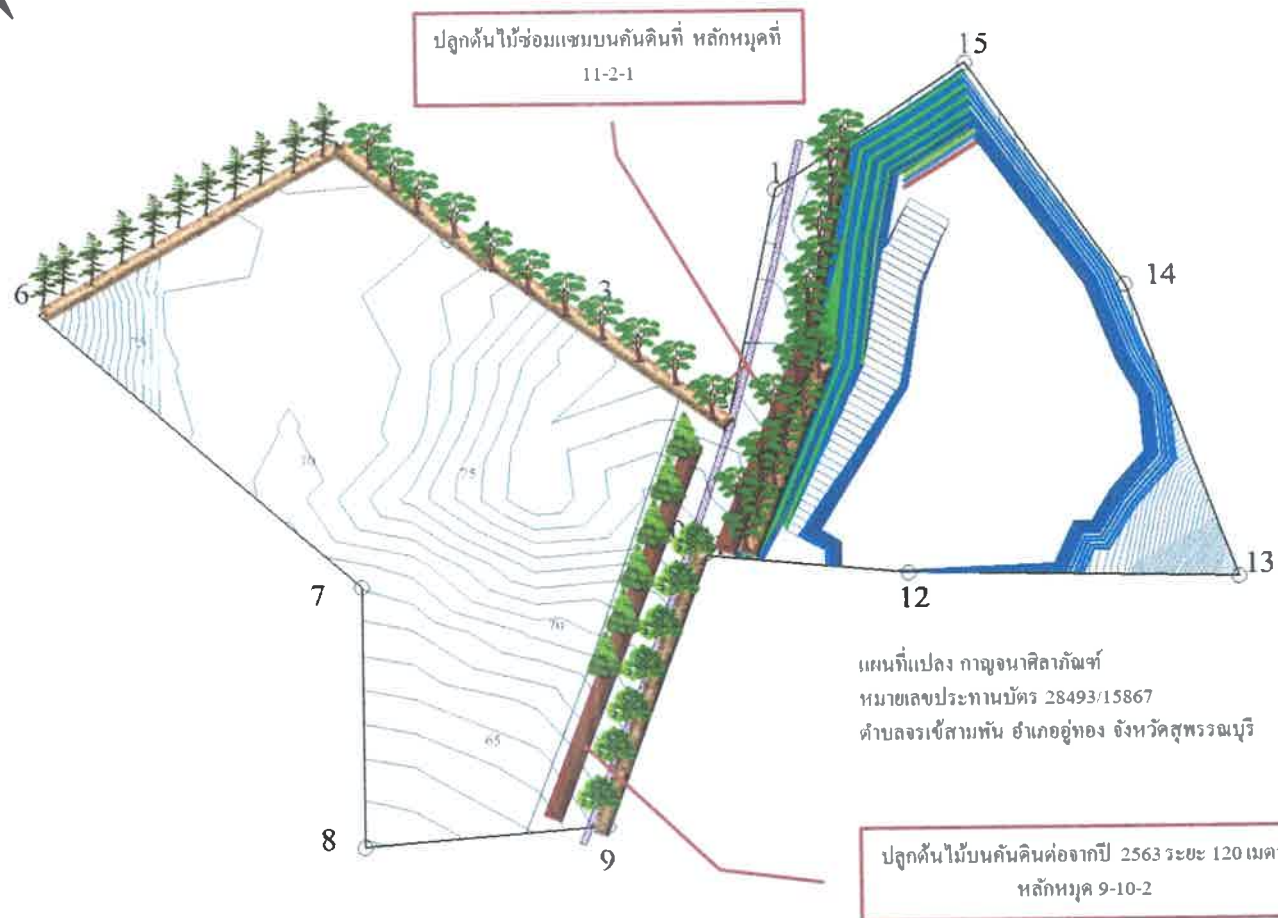 ปลูกต้นไม้ซ่อมแซมบนคันดินที่ หลักหมุดที่
11-2-1
15
1
14
6
3
25
7
70
65
12
13
แผนที่แปลง กาญจนาศิลาภัณฑ์
หมายเลขประทานบัตร 28493/15867
ตำบลจรเข้สามพัน อำเภออู่ทอง จังหวัดสุพรรณบุรี
8
9
ปลูกต้นไม้บนคันดินต่อจากปี 2563 ระยะ 120 เมตร
หลักหมุด 9-10-2